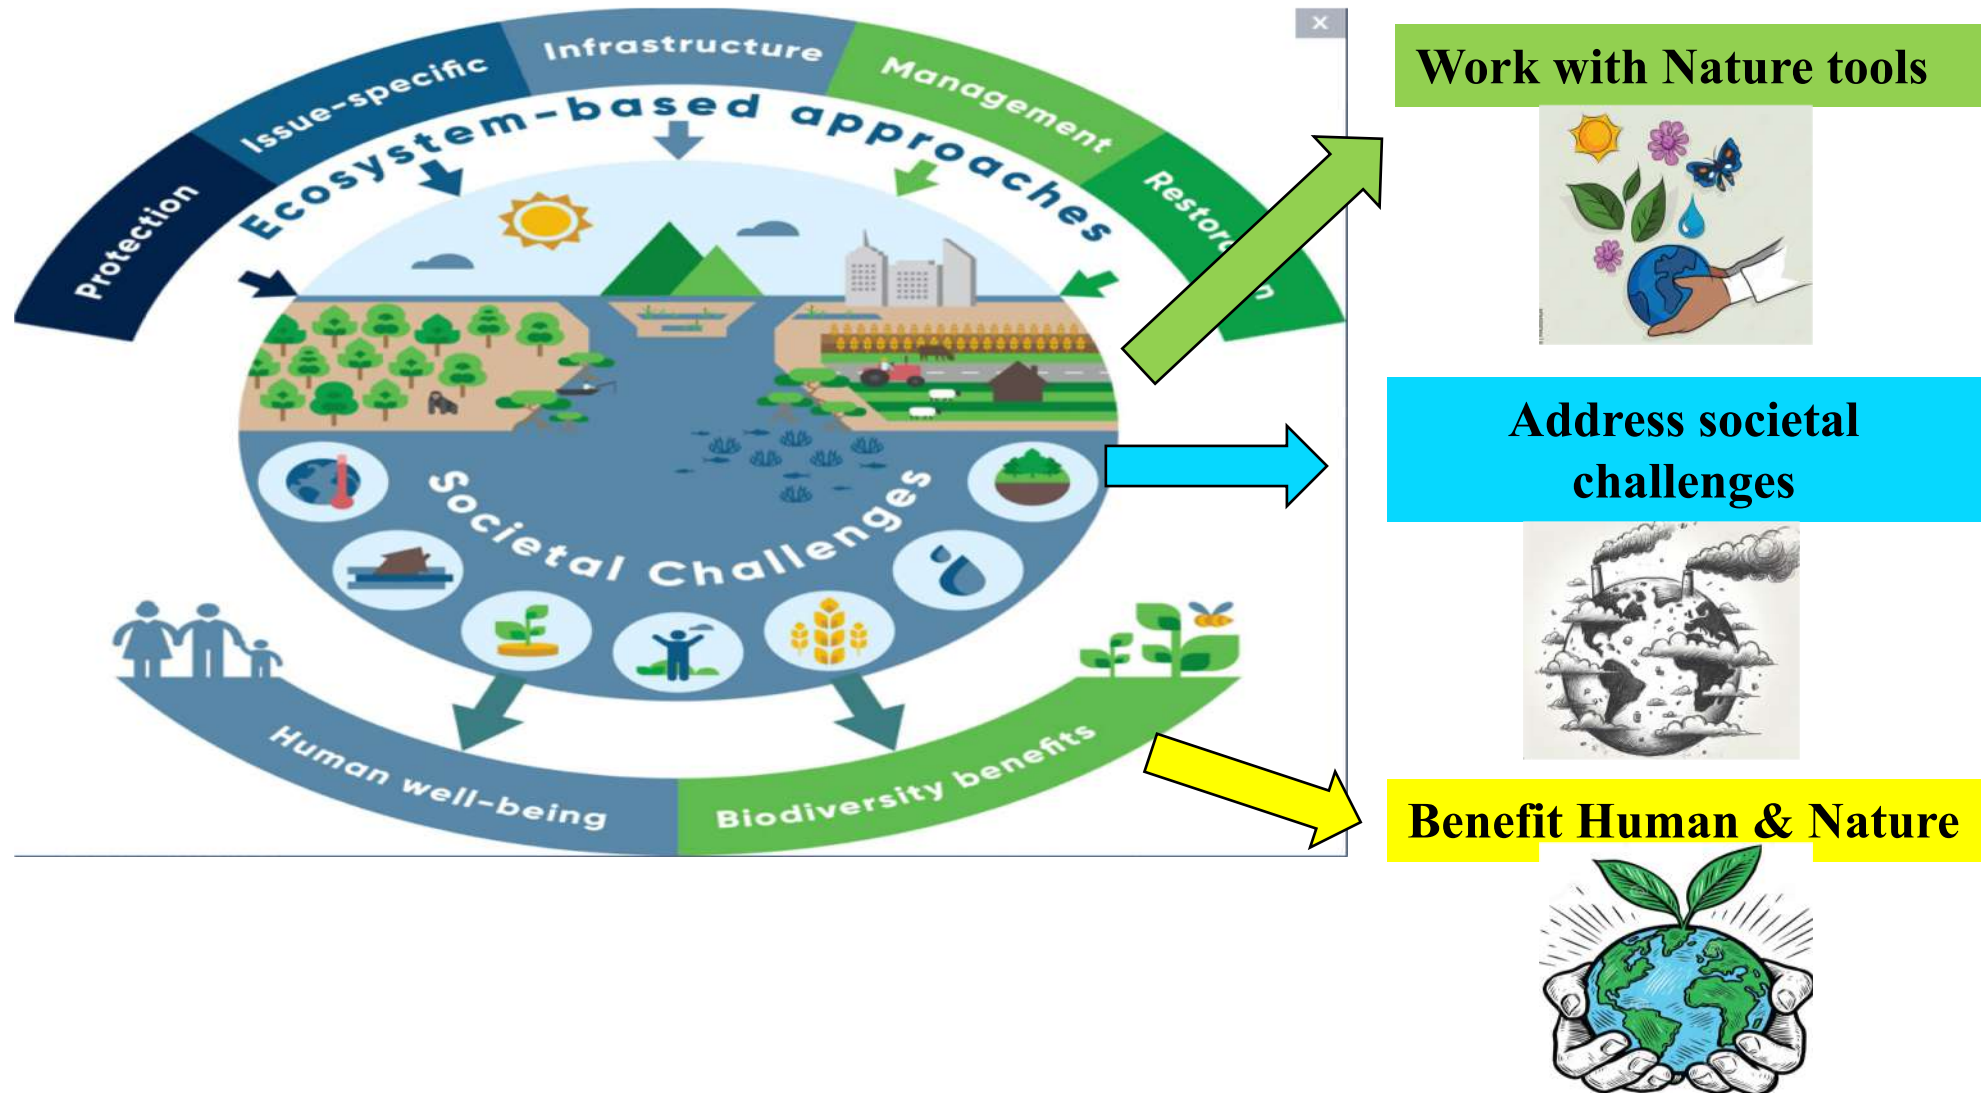 Protection
Issue-specific
Infrastructure
Management
Ecosystem-based approaches
Societal Challenges
Human well-being
Biodiversity benefits
Work with Nature tools
Address societal
challenges
Benefit Human & Nature